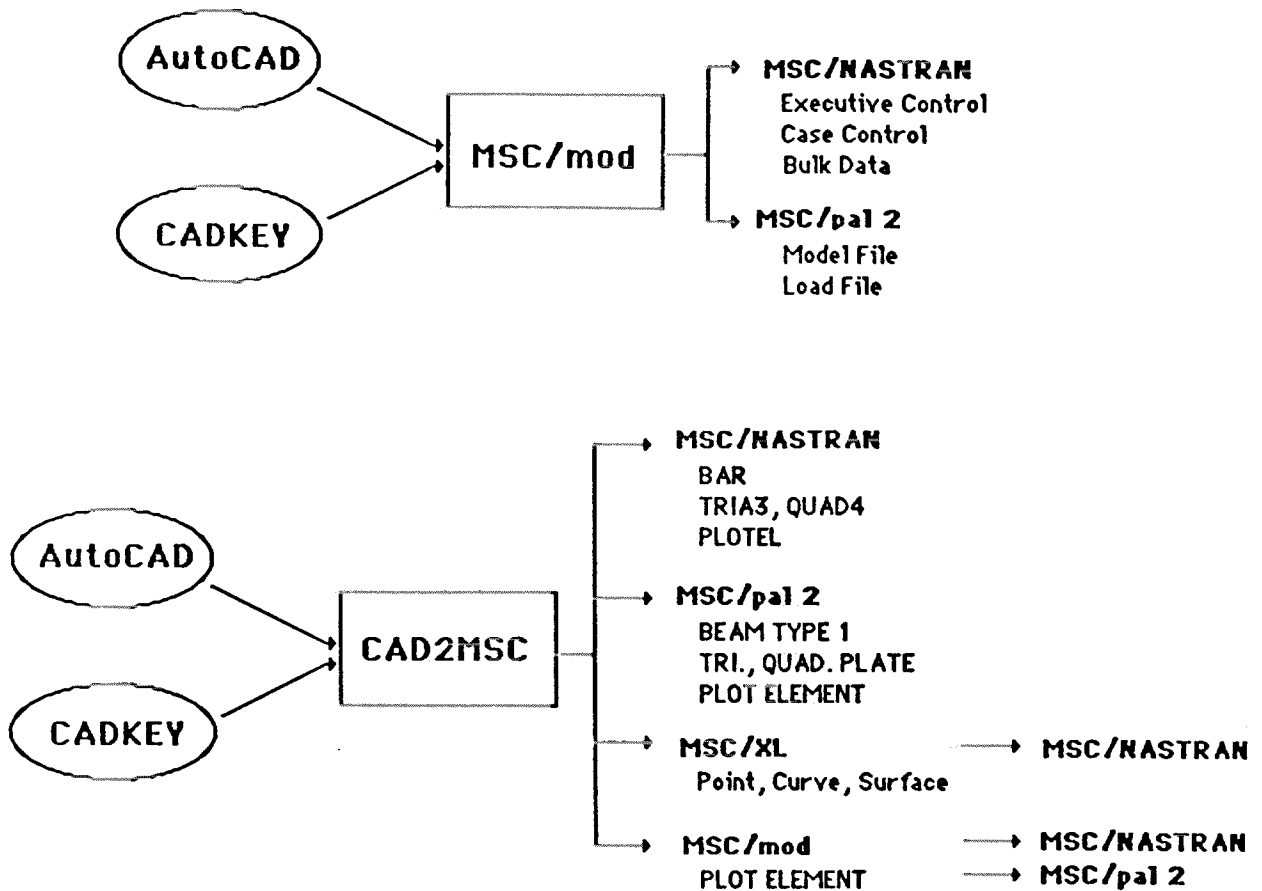 AutoCAD
CADKEY
MSC/mod
MSC/NASTRAN
Executive Control
Case Control
Bulk Data
MSC/pal 2
Model File
Load File
AutoCAD
CADKEY
CAD2MSC
MSC/NASTRAN
BAR
TRIA3, QUAD4
PLOTEL
MSC/pal 2
BEAM TYPE 1
TRI., QUAD. PLATE
PLOT ELEMENT
MSC/XL
Point, Curve, Surface
MSC/NASTRAN
MSC/mod
PLOT ELEMENT
MSC/NASTRAN
MSC/pal 2